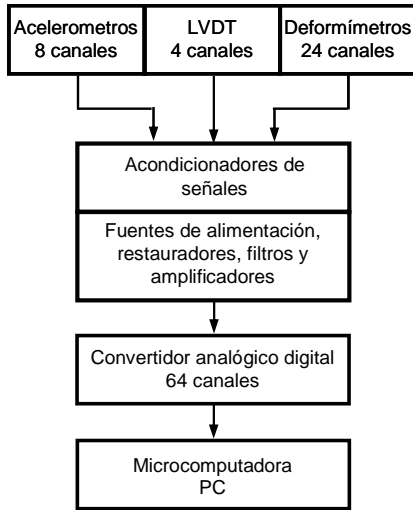 Acelerometros
8 canales
LVDT
4 canales
Deformímetros
24 canales
Acondicionadores de
señales
Fuentes de alimentación,
restauradores, filtros y
amplificadores
Convertidor analógico digital
64 canales
Microcomputadora
PC